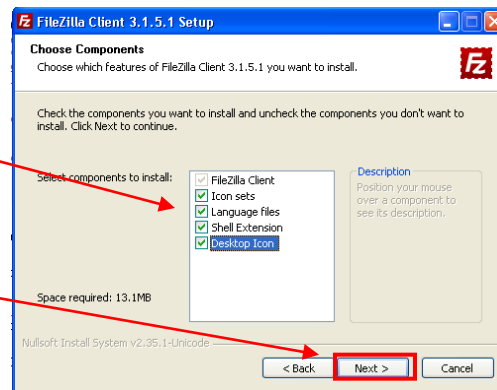 FileZilla Client 3.1.5.1 Setup
Choose Components
Choose which features of FileZilla Client 3.1.5.1 you want to install.
Fz
Check the components you want to install and uncheck the components you don't want to
install. Click Next to continue.
Select components to install:
FileZilla Client
Icon sets
Language files
Shell Extension
Desktop Icon
Description
Position your mouse
over a component to
see its description.
Space required: 13.1MB
Nullsoft Install System v2.35.1-Unicode
< Back
Next >
Cancel